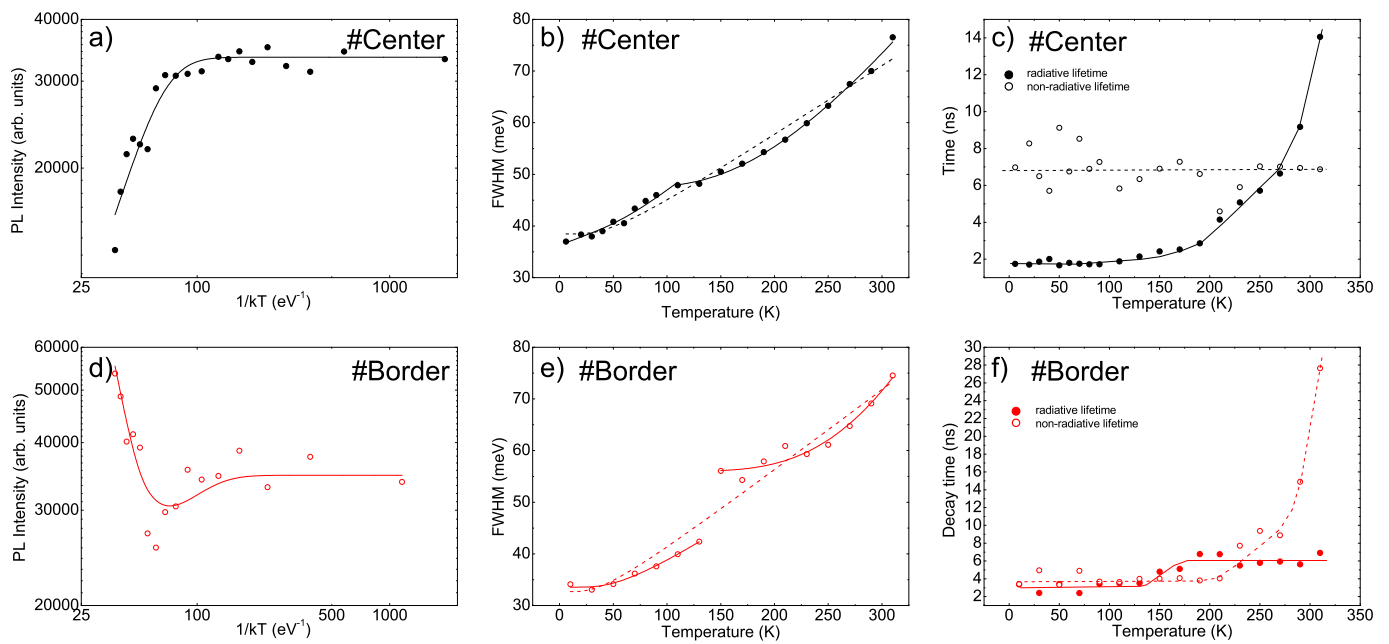 a) #Center
40000
30000
20000
PL Intensity (arb. units)
25 100 1000
1/kT (eV⁻¹)
b) #Center
80
70
60
50
40
30
FWHM (meV)
0 50 100 150 200 250 300
Temperature (K)
c) #Center
radiative lifetime
non-radiative lifetime
14
12
10
8
6
4
2
Time (ns)
0 50 100 150 200 250 300 350
Temperature (K)
d) #Border
60000
50000
40000
30000
20000
PL Intensity (arb. units)
25 100 1000
1/kT (eV⁻¹)
e) #Border
80
70
60
50
40
30
FWHM (meV)
0 50 100 150 200 250 300
Temperature (K)
f) #Border
radiative lifetime
non-radiative lifetime
30
28
26
24
22
20
18
16
14
12
10
8
6
4
2
Decay time (ns)
0 50 100 150 200 250 300 350
Temperature (K)